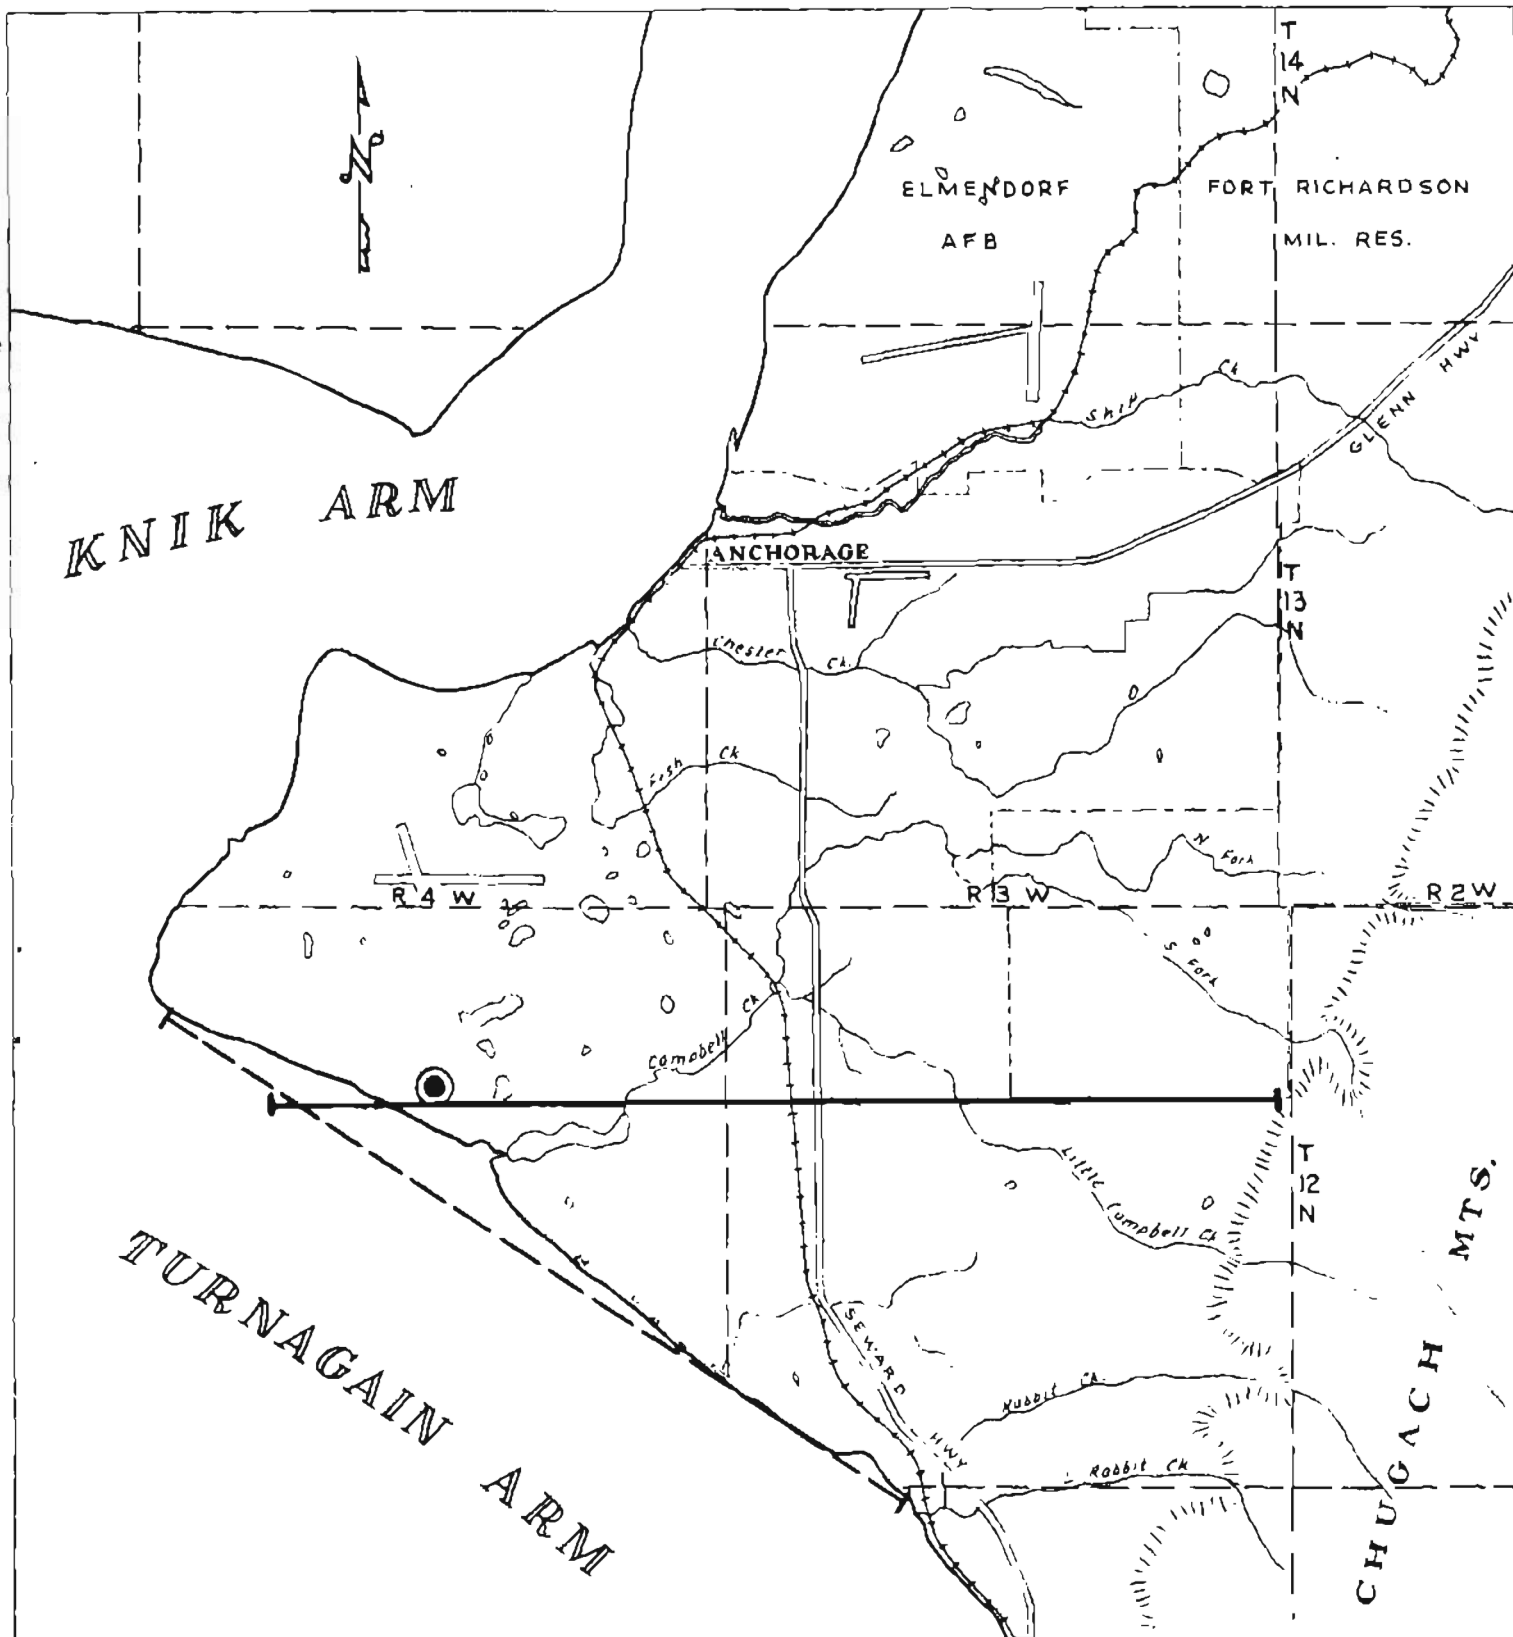 T
14
N
N
ELMENDORF
AFB
FORT RICHARDSON
MIL. RES.
GLENN HWY
Ship Ck
KNIK ARM
ANCHORAGE
T
13
N
Chester Ck.
Fish Ck
N Fork
R 4 W
R 3 W
R 2 W
S Fork
Campbell Ck
T
12
N
Little Campbell Ck
TURNAGAIN ARM
SEWARD HWY
Rabbit Ck.
L Rabbit Ck
CHUGACH MTS.